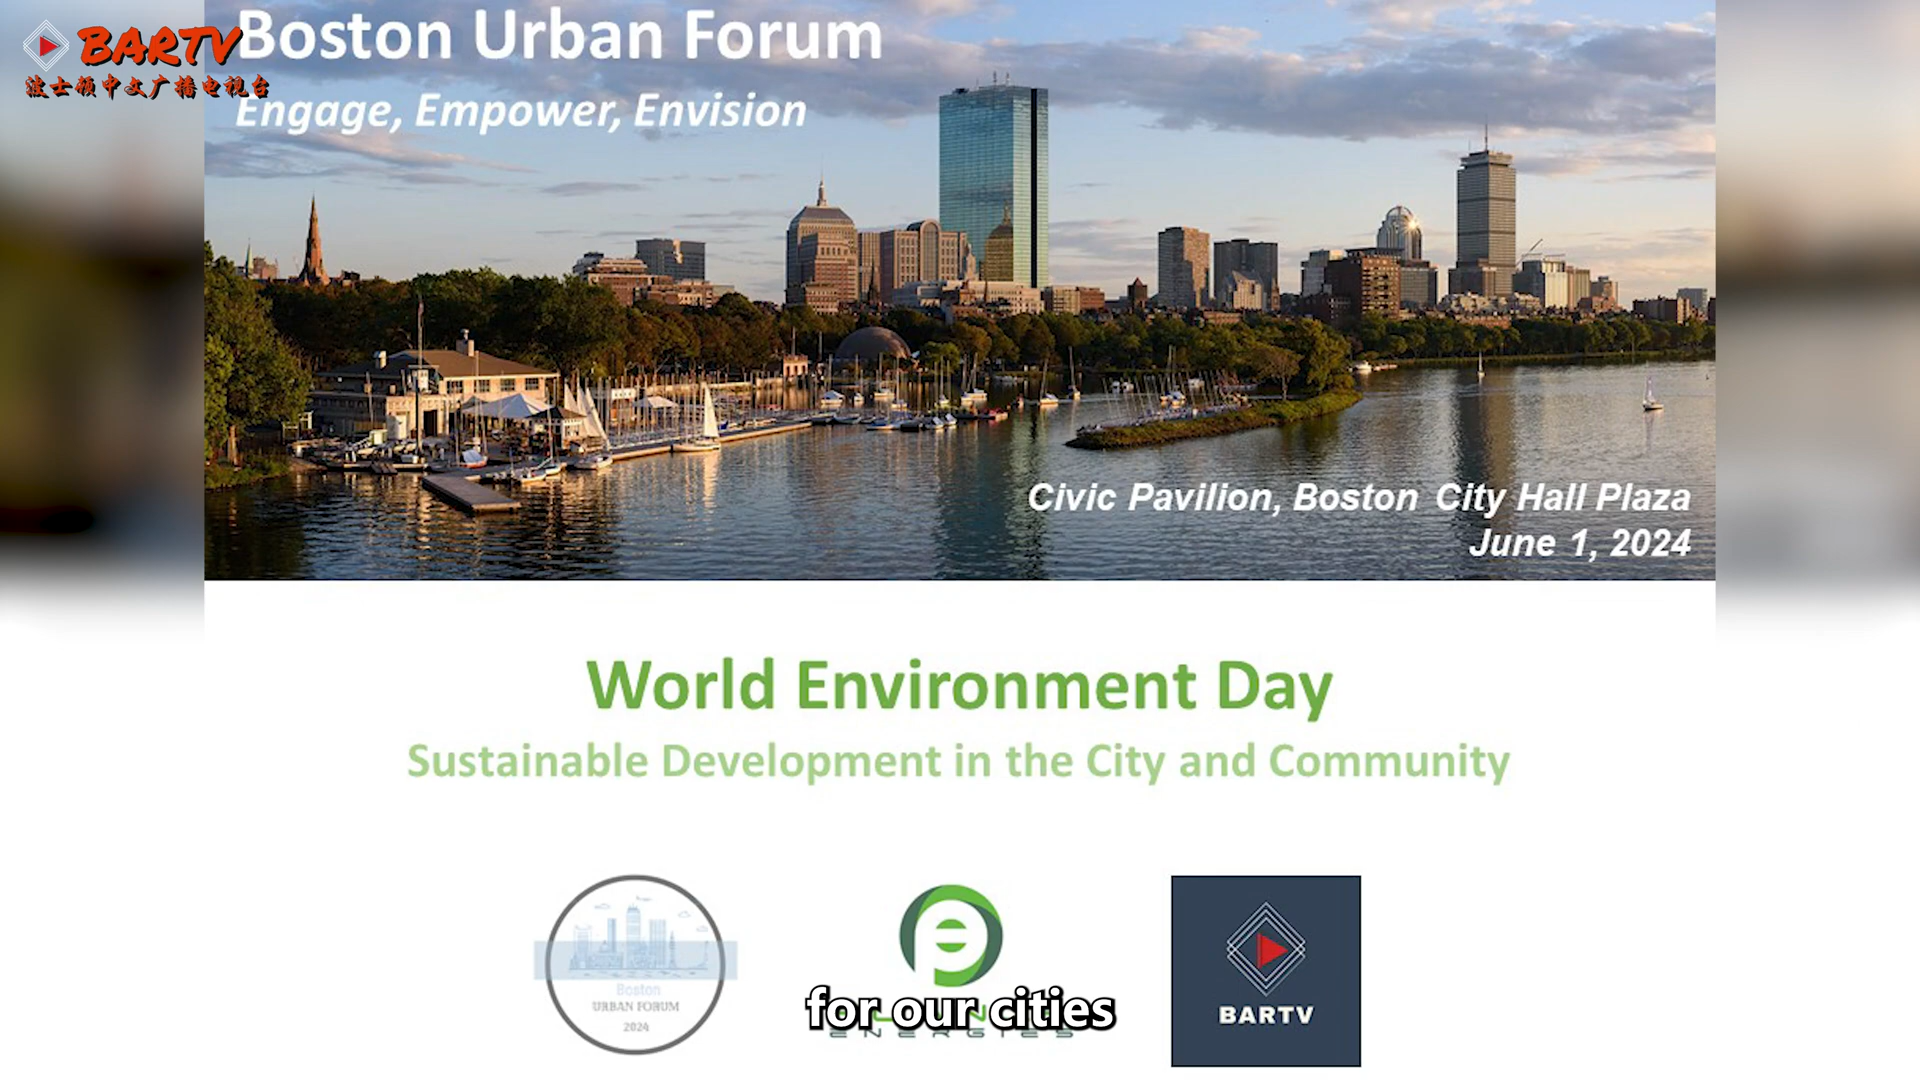 BARTV
波士顿中文广播电视台
Boston Urban Forum
Engage, Empower, Envision
Civic Pavilion, Boston City Hall Plaza
June 1, 2024
World Environment Day
Sustainable Development in the City and Community
Boston
URBAN FORUM
2024
ENERGIES
for our cities
BARTV